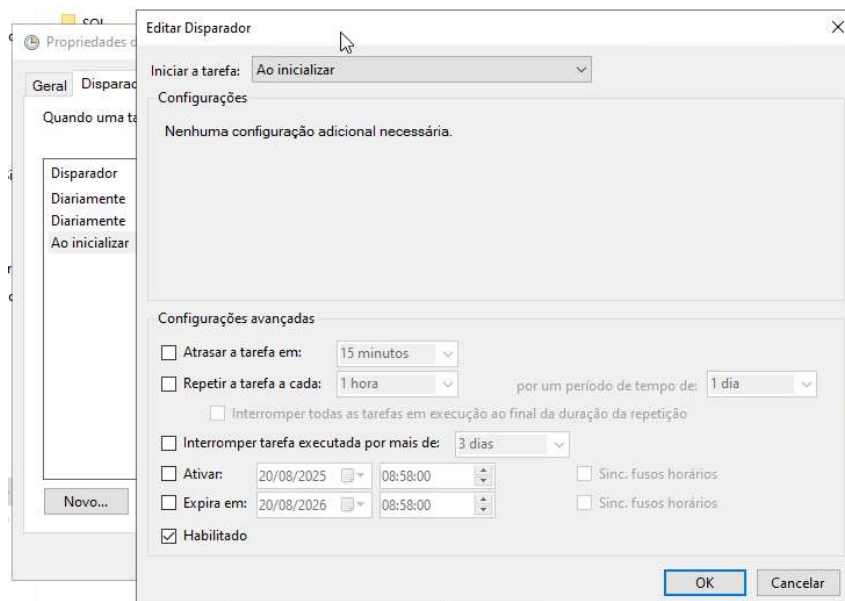 SQL
Editar Disparador
Propriedades d
Iniciar a tarefa: Ao inicializar
Geral Disparad
Configurações
Quando uma ta
Nenhuma configuração adicional necessária.
Disparador
Diariamente
Diariamente
Ao inicializar
Configurações avançadas
Atrasar a tarefa em: 15 minutos
Repetir a tarefa a cada: 1 hora por um período de tempo de: 1 dia
Interromper todas as tarefas em execução ao final da duração da repetição
Interromper tarefa executada por mais de: 3 dias
Ativar: 20/08/2025 08:58:00 Sinc. fusos horários
Novo...
Expira em: 20/08/2026 08:58:00 Sinc. fusos horários
Habilitado
OK Cancelar